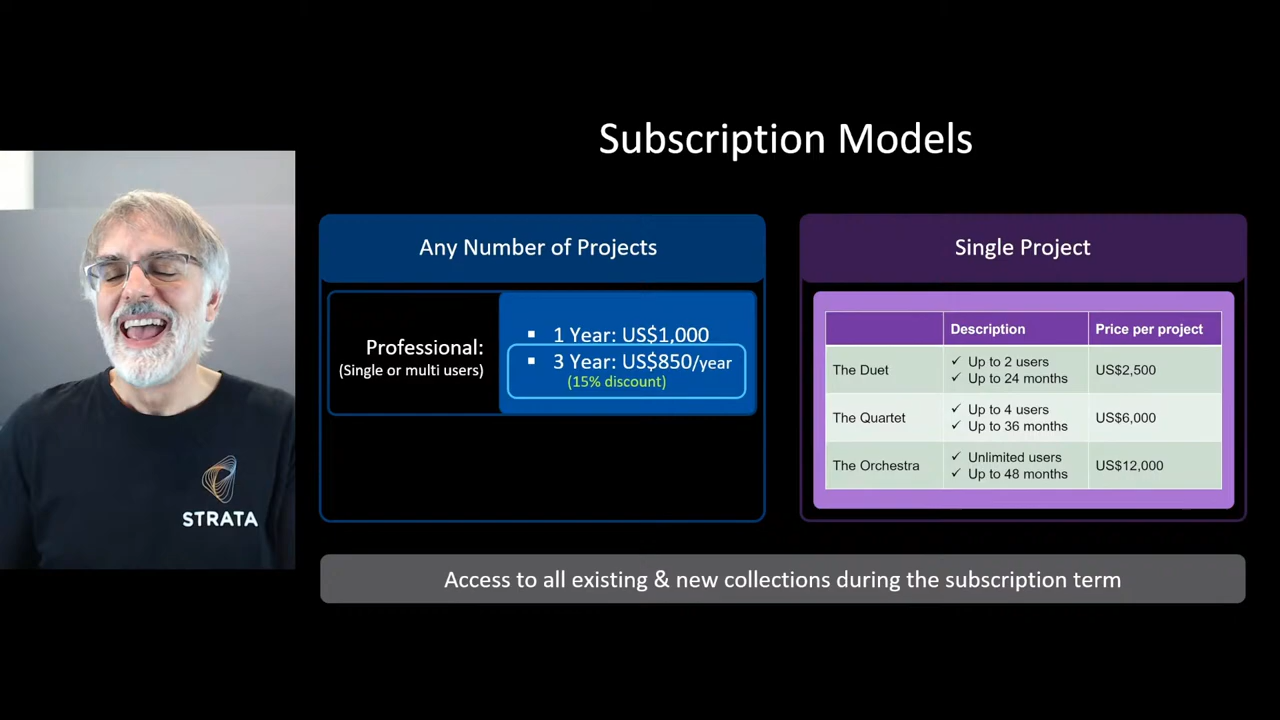 Subscription Models
Any Number of Projects
Professional:
(Single or multi users)
▪ 1 Year: US$1,000
▪ 3 Year: US$850/year
(15% discount)
Single Project
Description Price per project
The Duet
✓ Up to 2 users
✓ Up to 24 months
US$2,500
The Quartet
✓ Up to 4 users
✓ Up to 36 months
US$6,000
The Orchestra
✓ Unlimited users
✓ Up to 48 months
US$12,000
Access to all existing & new collections during the subscription term
STRATA